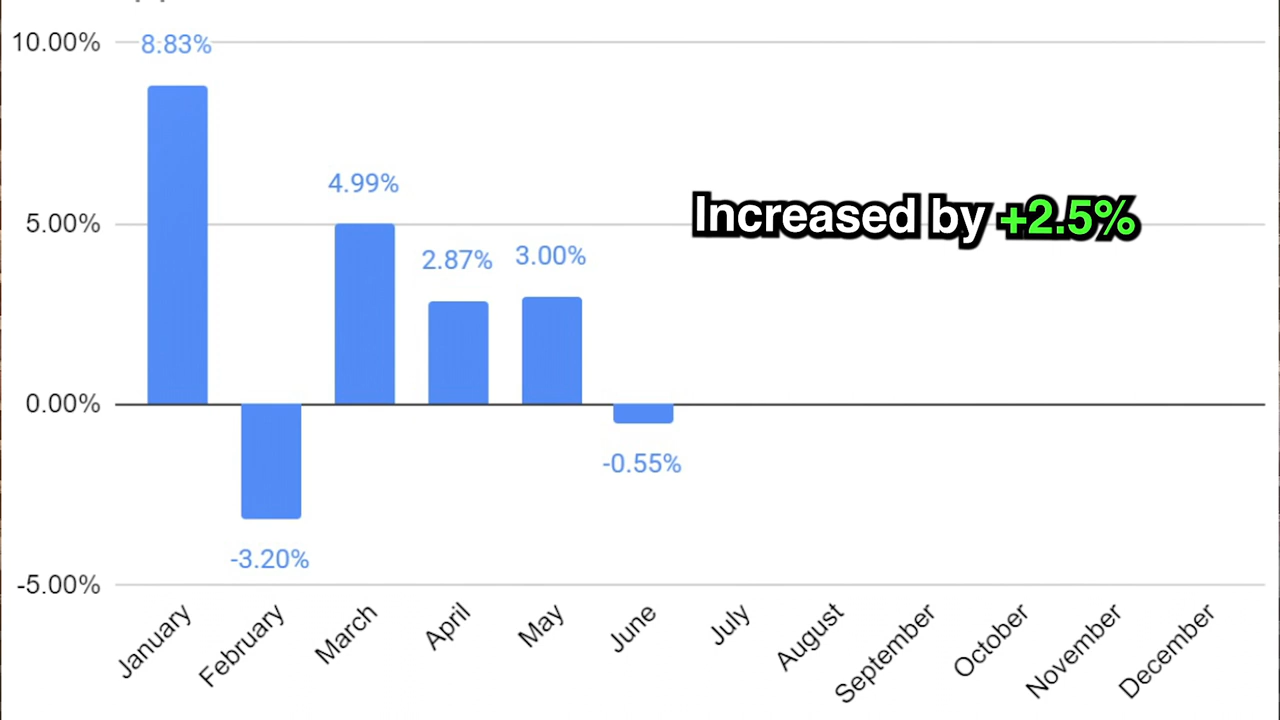 10.00%
8.83%
4.99%
5.00%
Increased by +2.5%
2.87%
3.00%
0.00%
-0.55%
-3.20%
-5.00%
January
February
March
April
May
June
July
August
September
October
November
December